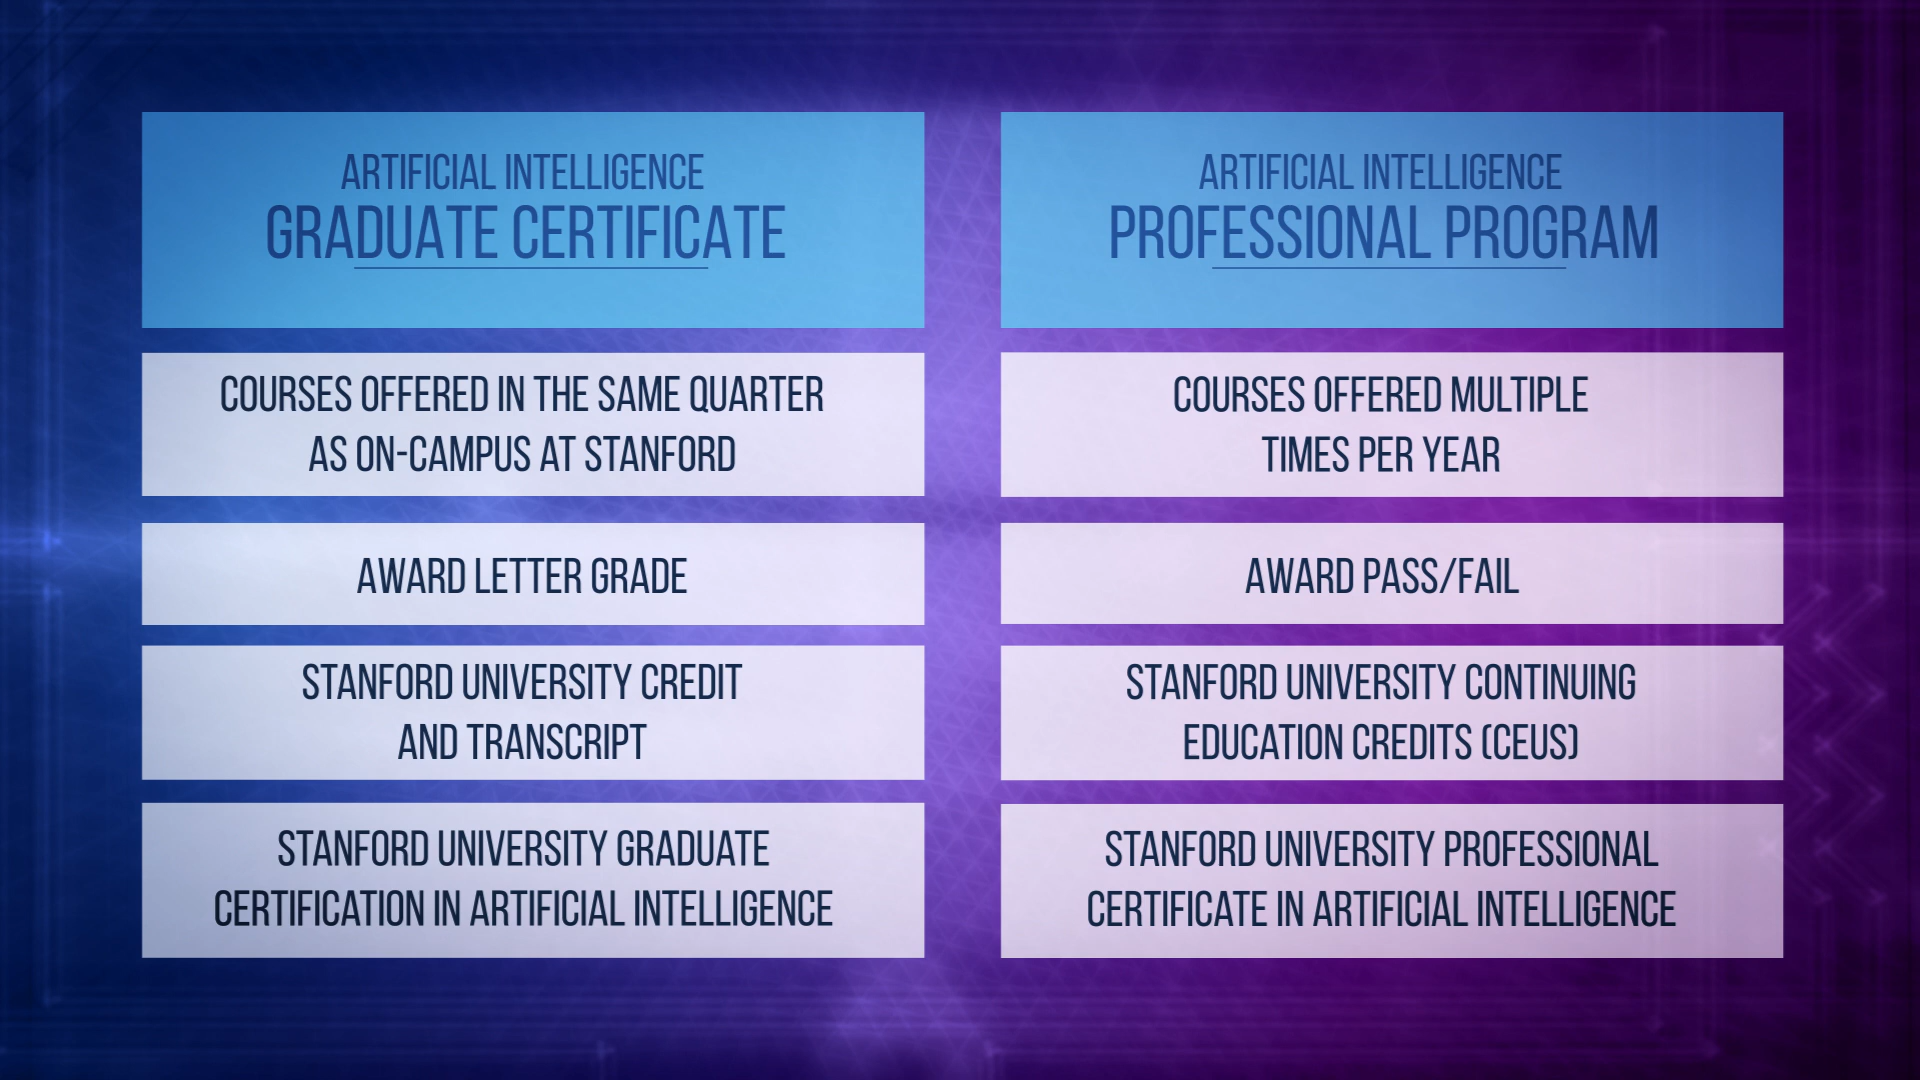 ARTIFICIAL INTELLIGENCE
GRADUATE CERTIFICATE
COURSES OFFERED IN THE SAME QUARTER
AS ON-CAMPUS AT STANFORD
AWARD LETTER GRADE
STANFORD UNIVERSITY CREDIT
AND TRANSCRIPT
STANFORD UNIVERSITY GRADUATE
CERTIFICATION IN ARTIFICIAL INTELLIGENCE
ARTIFICIAL INTELLIGENCE
PROFESSIONAL PROGRAM
COURSES OFFERED MULTIPLE
TIMES PER YEAR
AWARD PASS/FAIL
STANFORD UNIVERSITY CONTINUING
EDUCATION CREDITS (CEUS)
STANFORD UNIVERSITY PROFESSIONAL
CERTIFICATE IN ARTIFICIAL INTELLIGENCE